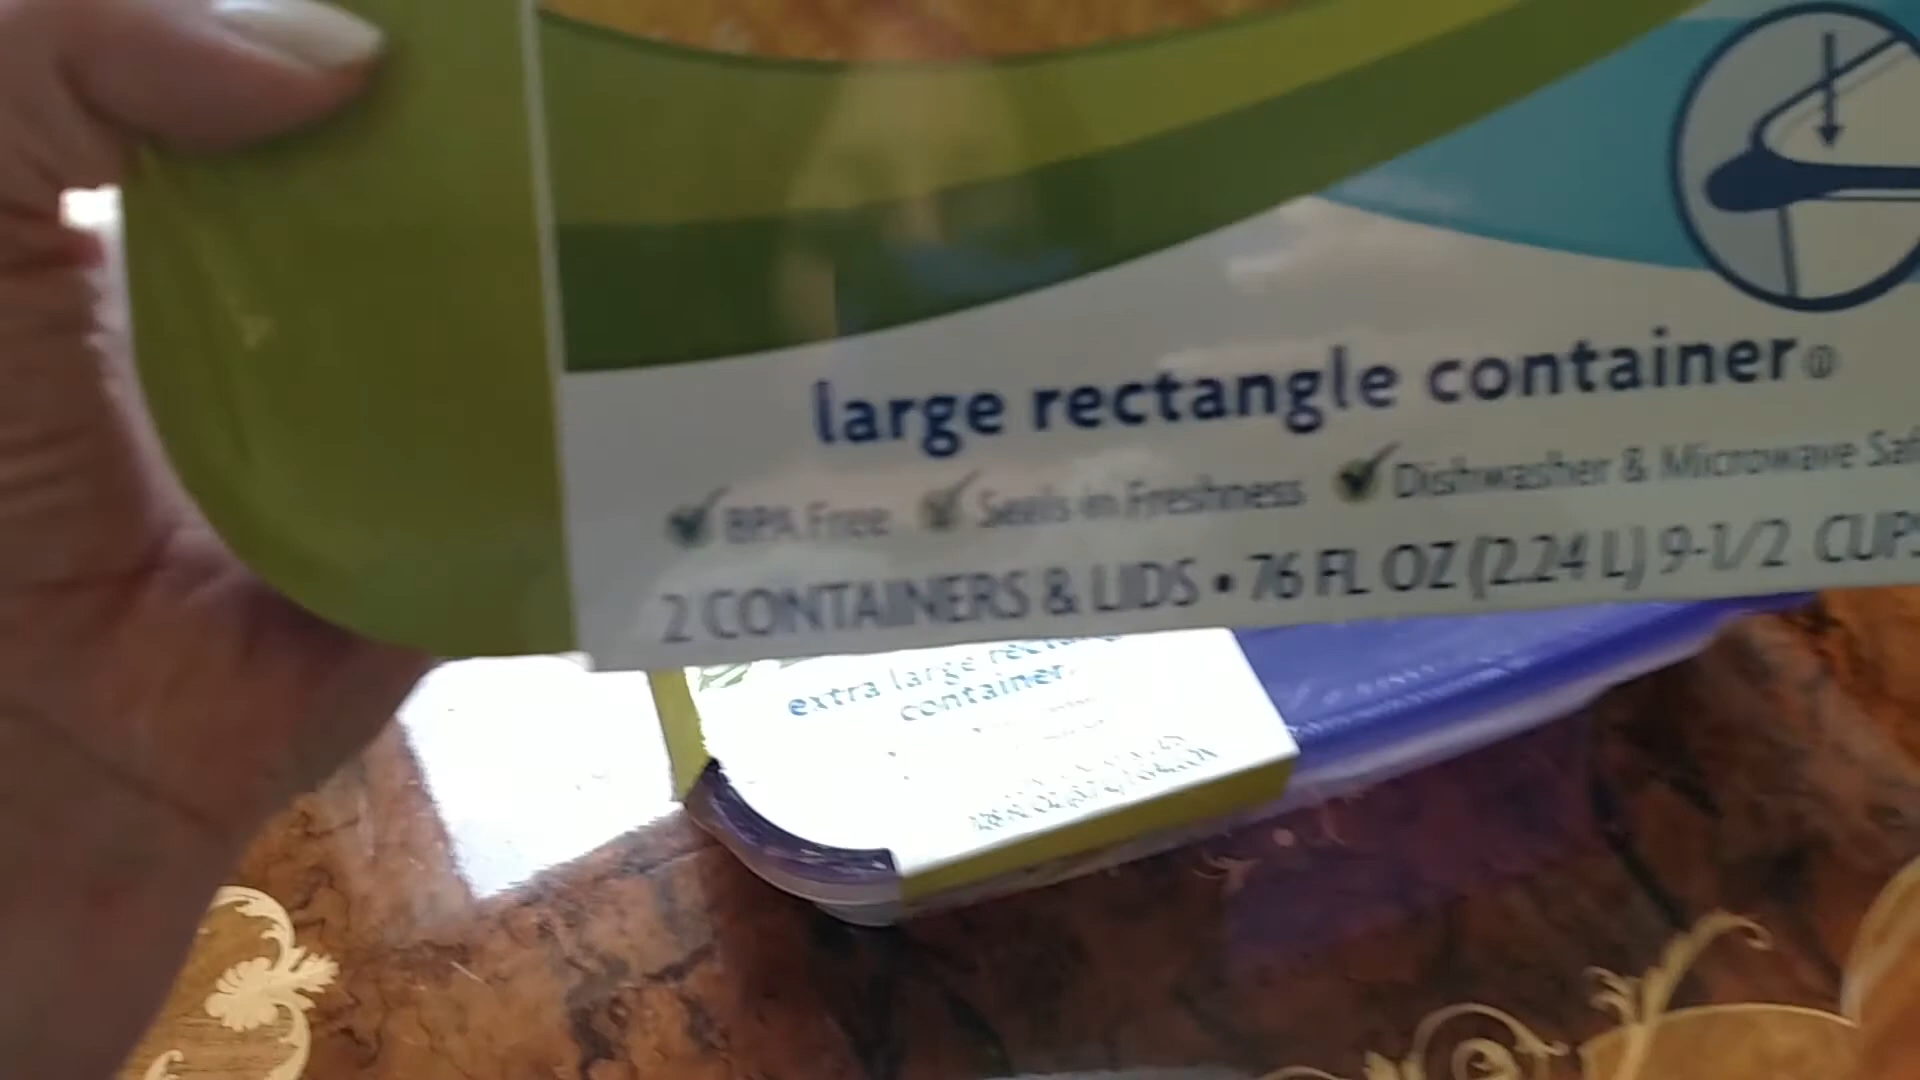 large rectangle container®
BPA Free Seals in Freshness Dishwasher & Microwave Saf
2 CONTAINERS & LIDS • 76 FL OZ (2.24 L) 9-1/2 CUPS
extra large
container